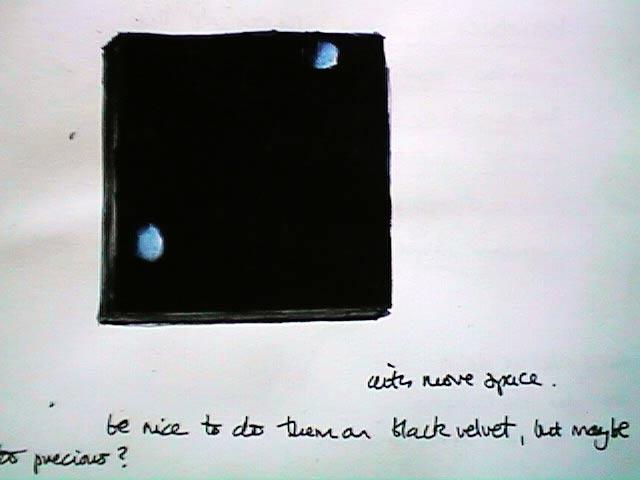 with more space.
be nice to do them on black velvet, but maybe
too precious?